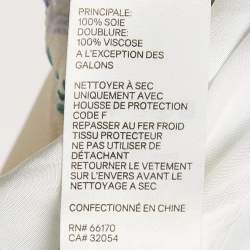 PRINCIPALE:
100% SOIE
DOUBLURE:
100% VISCOSE
A L'EXCEPTION DES
GALONS
NETTOYER À SEC
UNIQUEMENT AVEC
HOUSSE DE PROTECTION
CODE F
REPASSER AU FER FROID
TISSU PROTECTEUR
NE PAS UTILISER DE
DÉTACHANT
RETOURNER LE VETEMENT
SUR L'ENVERS AVANT LE
NETTOYAGE A SEC
CONFECTIONNÉ EN CHINE
RN# 66170
CA# 32054